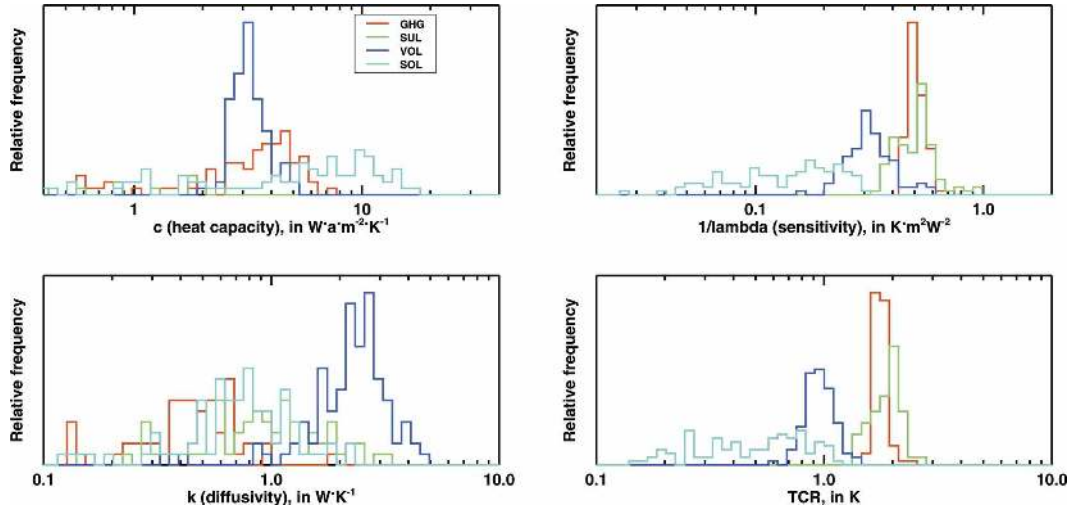 Relative frequency
GHG
SUL
VOL
SOL
1
10
c (heat capacity), in W·a·m⁻²·K⁻¹
Relative frequency
0.1
1.0
1/lambda (sensitivity), in K·m²W⁻²
Relative frequency
0.1
1.0
10.0
k (diffusivity), in W·K⁻¹
Relative frequency
0.1
1.0
10.0
TCR, in K